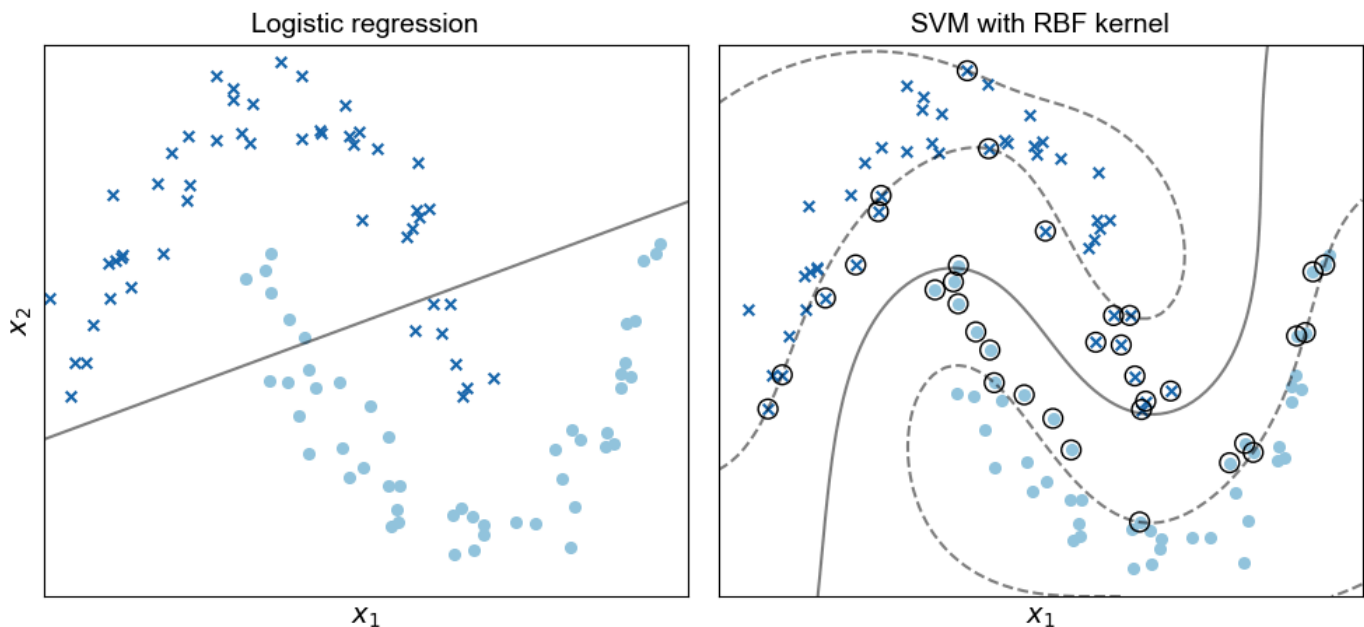 Logistic regression
SVM with RBF kernel
x₂
x₁
x₁